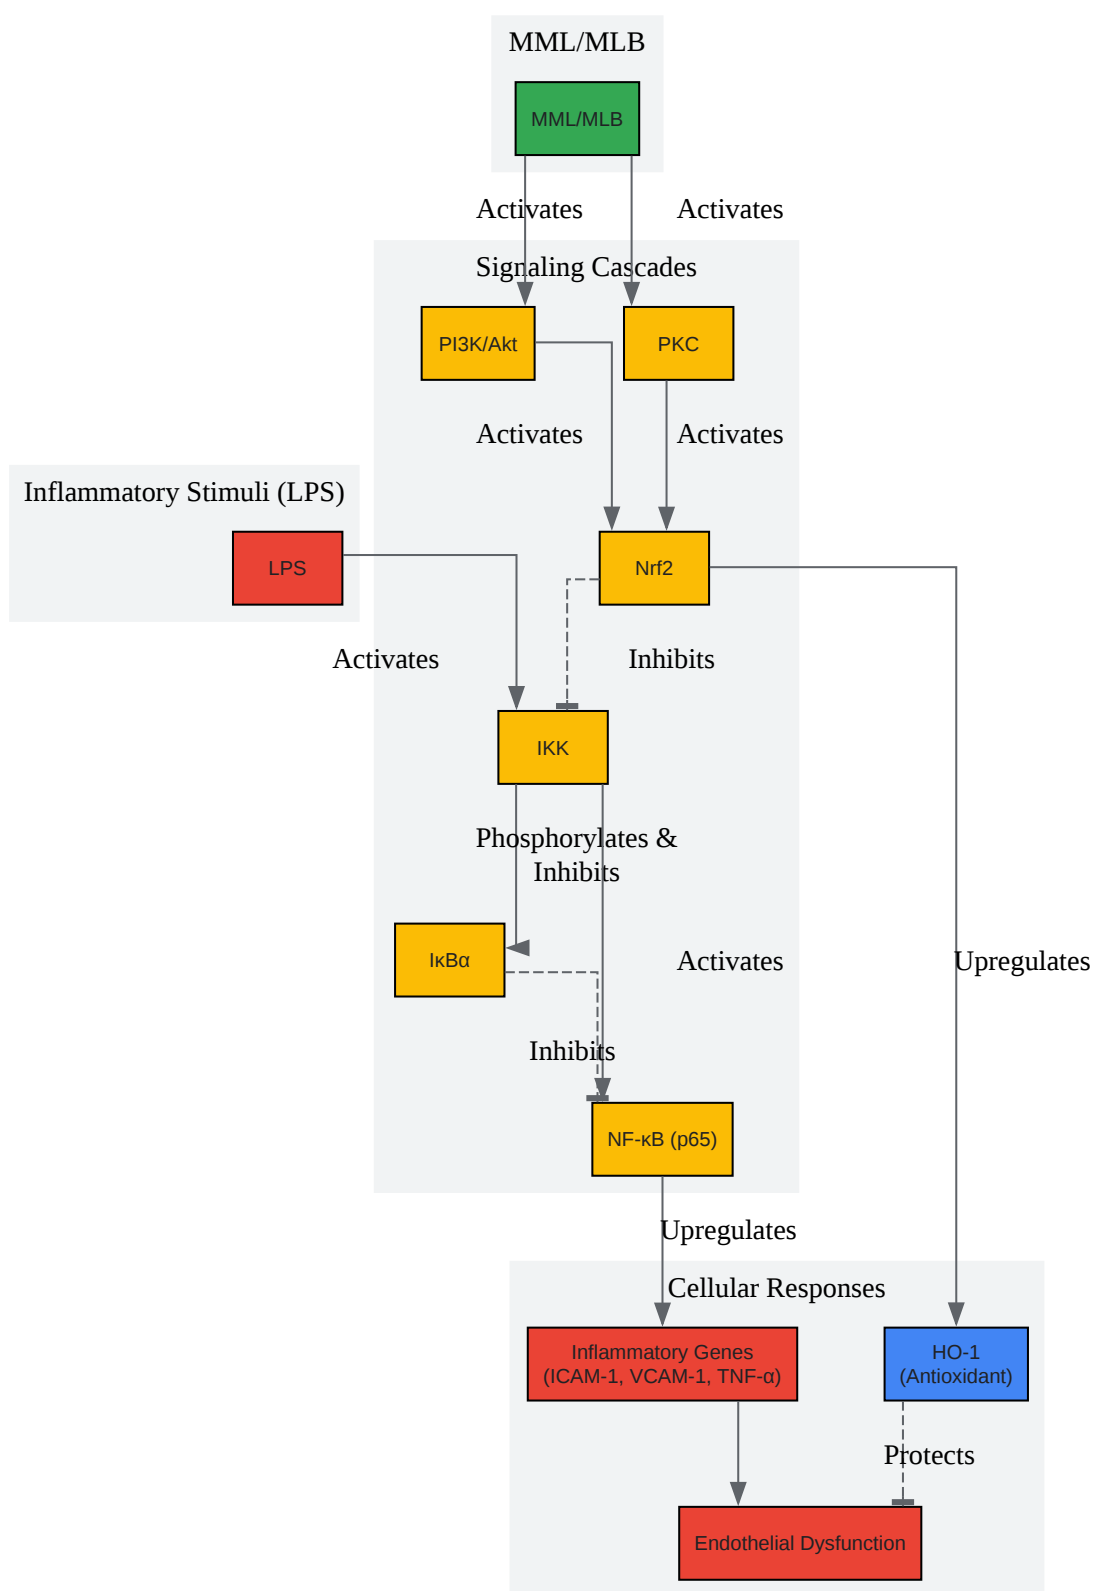 MML/MLB
MML/MLB
Activates
Activates
Signaling Cascades
PI3K/Akt
PKC
Activates
Activates
Inflammatory Stimuli (LPS)
LPS
Nrf2
Activates
Inhibits
IKK
Phosphorylates &
Inhibits
IκBα
Activates
Upregulates
Inhibits
NF-κB (p65)
Upregulates
Cellular Responses
Inflammatory Genes
(ICAM-1, VCAM-1, TNF-α)
HO-1
(Antioxidant)
Protects
Endothelial Dysfunction